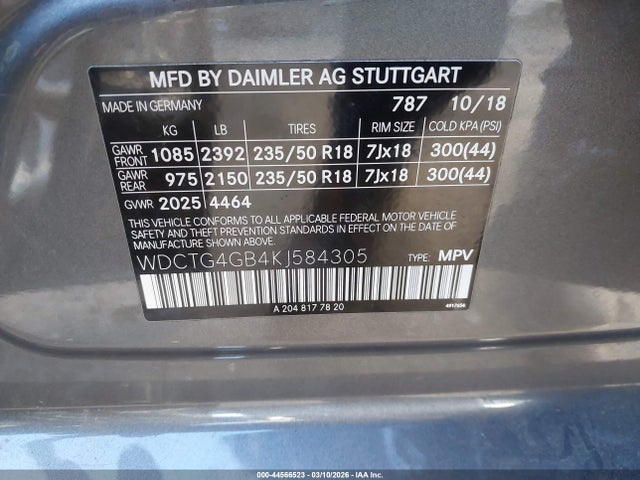 MFD BY DAIMLER AG STUTTGART
MADE IN GERMANY 787 10/18
KG LB TIRES RIM SIZE COLD KPA (PSI)
GAWR FRONT 1085 2392 235/50 R18 7Jx18 300(44)
GAWR REAR 975 2150 235/50 R18 7Jx18 300(44)
GVWR 2025 4464
THIS VEHICLE CONFORMS TO ALL APPLICABLE FEDERAL MOTOR VEHICLE
SAFETY AND THEFT PREVENTION STANDARDS IN EFFECT ON THE DATE
OF MANUFACTURE SHOWN ABOVE.
WDCTG4GB4KJ584305 TYPE: MPV
A 204 817 78 20
000-44566523 - 03/10/2026 - IAA Inc.